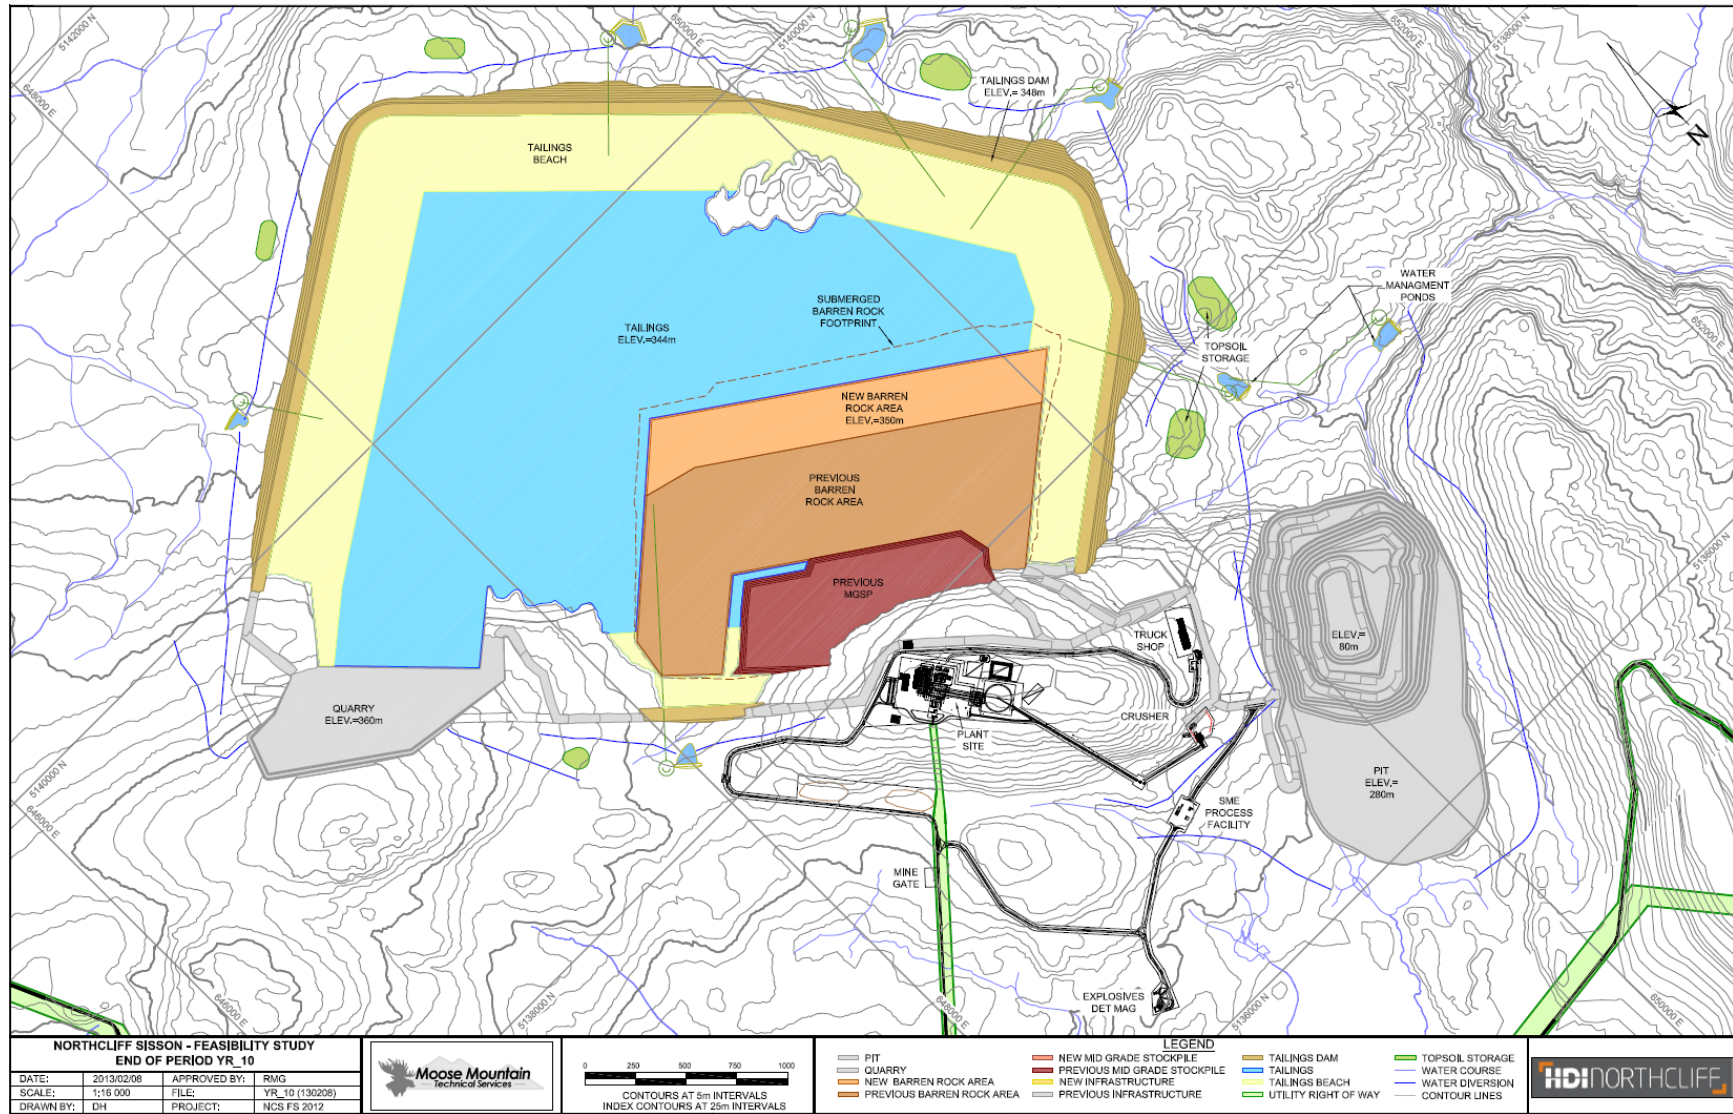 5142000 N
650000 E
5140000 N
652000 E
5138000 N
648000 E
TAILINGS DAM
ELEV.= 348m
N
TAILINGS
BEACH
WATER
MANAGMENT
PONDS
SUBMERGED
BARREN ROCK
FOOTPRINT
TAILINGS
ELEV.=344m
652000 E
TOPSOIL
STORAGE
NEW BARREN
ROCK AREA
ELEV.=350m
PREVIOUS
BARREN
ROCK AREA
5136000 N
PREVIOUS
MGSP
TRUCK
SHOP
ELEV.=
80m
QUARRY
ELEV.=360m
CRUSHER
PLANT
SITE
5140000 N
PIT
ELEV.=
280m
646000 E
SME
PROCESS
FACILITY
MINE
GATE
EXPLOSIVES
DET MAG
646000 E
5138000 N
648000 E
5136000 N
650000 E
NORTHCLIFF SISSON - FEASIBILITY STUDY
END OF PERIOD YR_10
DATE: 2013/02/08 APPROVED BY: RMG
SCALE: 1:16 000 FILE: YR_10 (130208)
DRAWN BY: DH PROJECT: NCS FS 2012
Moose Mountain
Technical Services
0 250 500 750 1000
CONTOURS AT 5m INTERVALS
INDEX CONTOURS AT 25m INTERVALS
LEGEND
PIT
QUARRY
NEW BARREN ROCK AREA
PREVIOUS BARREN ROCK AREA
NEW MID GRADE STOCKPILE
PREVIOUS MID GRADE STOCKPILE
NEW INFRASTRUCTURE
PREVIOUS INFRASTRUCTURE
TAILINGS DAM
TAILINGS
TAILINGS BEACH
UTILITY RIGHT OF WAY
TOPSOIL STORAGE
WATER COURSE
WATER DIVERSION
CONTOUR LINES
HDINORTHCLIFF